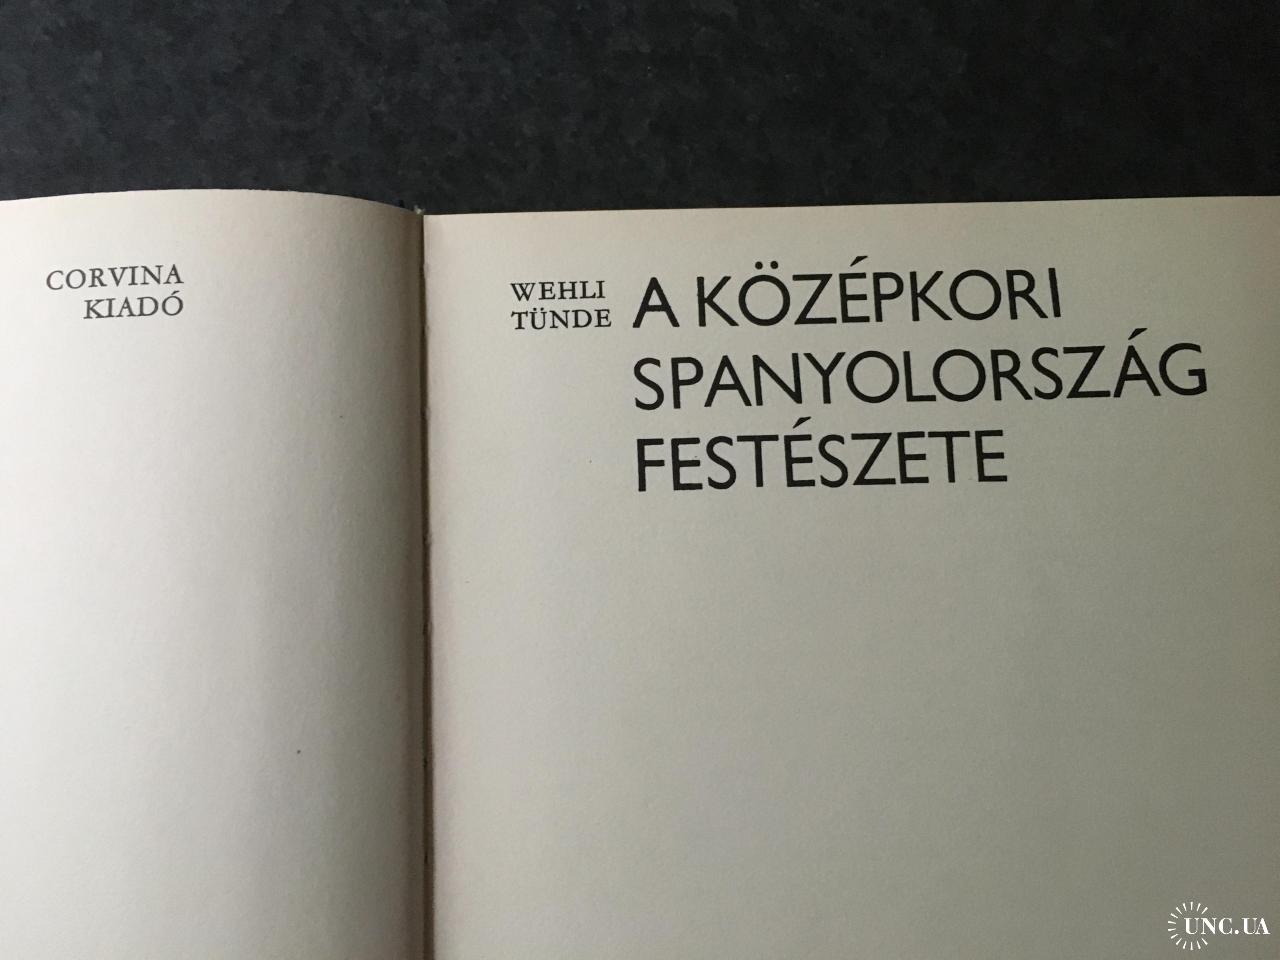 CORVINA
KIADÓ
WEHLI
TÜNDE
A KÖZÉPKORI
SPANYOLORSZÁG
FESTÉSZETE
UNC.UA